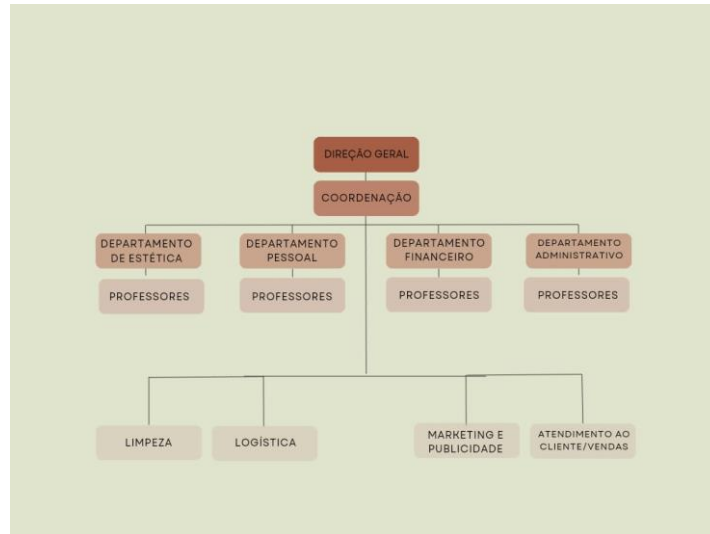 DIREÇÃO GERAL
COORDENAÇÃO
DEPARTAMENTO
DE ESTÉTICA
DEPARTAMENTO
PESSOAL
DEPARTAMENTO
FINANCEIRO
DEPARTAMENTO
ADMINISTRATIVO
PROFESSORES
PROFESSORES
PROFESSORES
PROFESSORES
LIMPEZA
LOGÍSTICA
MARKETING E
PUBLICIDADE
ATENDIMENTO AO
CLIENTE/VENDAS